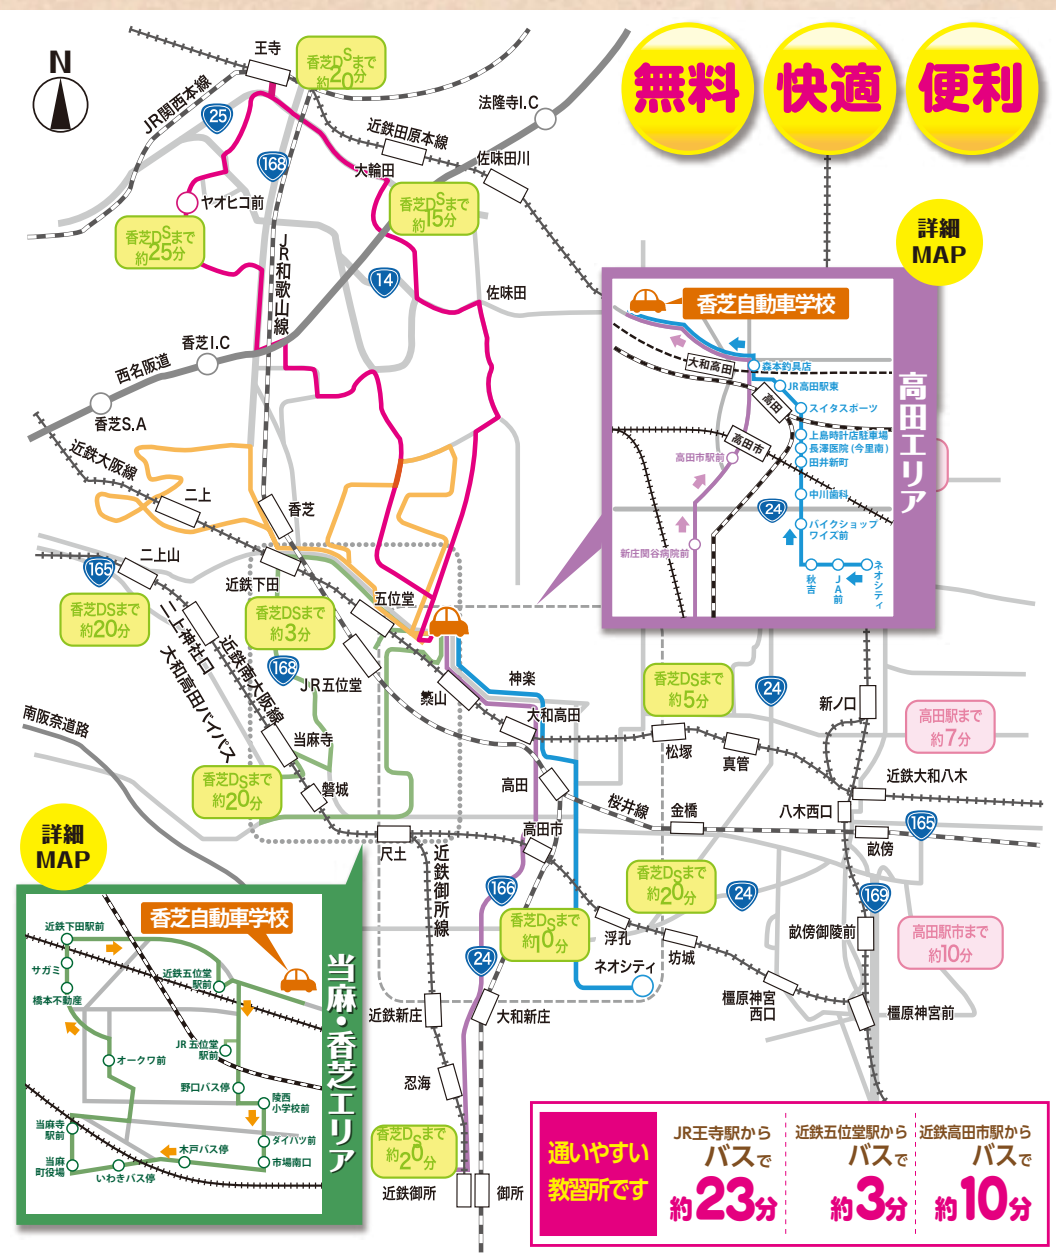 N
無料
快適
便利
王寺
香芝DSまで
約20分
JR関西本線
25
法隆寺I.C
近鉄田原本線
168
大輪田
佐味田川
ヤオヒコ前
香芝DSまで
約15分
香芝DSまで
約25分
JR和歌山線
14
佐味田
香芝I.C
西名阪道
香芝S.A
近鉄大阪線
二上
香芝
二上山
165
近鉄下田
五位堂
香芝DSまで
約20分
香芝DSまで
約3分
二上神社口
近鉄南大阪線
168
JR五位堂
大和高田バイパス
南阪奈道路
当麻寺
築山
神楽
大和高田
香芝DSまで
約5分
24
新ノ口
高田駅まで
約7分
松塚
真菅
近鉄大和八木
香芝DSまで
約20分
磐城
高田
桜井線
金橋
八木西口
165
畝傍
尺土
高田市
近鉄御所線
166
香芝DSまで
約20分
24
169
香芝DSまで
約10分
浮孔
坊城
畝傍御陵前
高田駅市まで
約10分
24
ネオシティ
橿原神宮
西口
橿原神宮前
近鉄新庄
大和新庄
忍海
香芝DSまで
約20分
近鉄御所
御所
詳細
MAP
高田エリア
香芝自動車学校
大和高田
森本釣具店
JR高田駅東
高田
スイタスポーツ
高田市
上島時計店駐車場
長澤医院(今里南)
田井新町
高田市駅前
中川歯科
24
バイクショップ
ワイズ前
新庄関谷病院前
秋吉
JA前
ネオシティ
詳細
MAP
当麻・香芝エリア
香芝自動車学校
近鉄下田駅前
サガミ
橋本不動産
近鉄五位堂
駅前
JR五位堂
駅前
オークワ前
野口バス停
陵西
小学校前
当麻寺
駅前
ダイハツ前
木戸バス停
当麻
町役場
いわきバス停
市場南口
通いやすい
教習所です
JR王寺駅から
バスで
約23分
近鉄五位堂駅から
バスで
約3分
近鉄高田市駅から
バスで
約10分